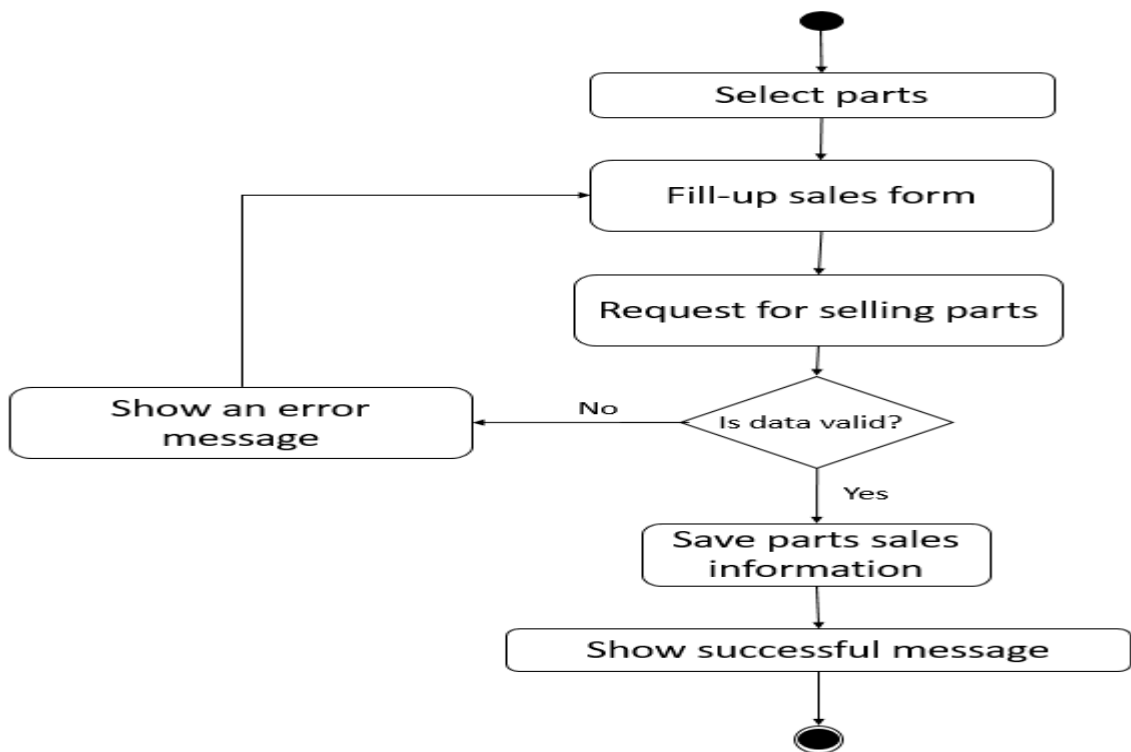 Select parts
Fill-up sales form
Request for selling parts
Show an error
message
No
Is data valid?
Yes
Save parts sales
information
Show successful message